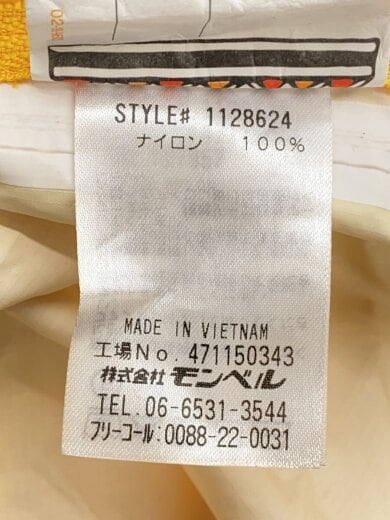 024R
STYLE# 1128624
ナイロン 100%
MADE IN VIETNAM
工場No. 471150343
株式会社 モンベル
TEL. 06-6531-3544
フリーコール:0088-22-0031